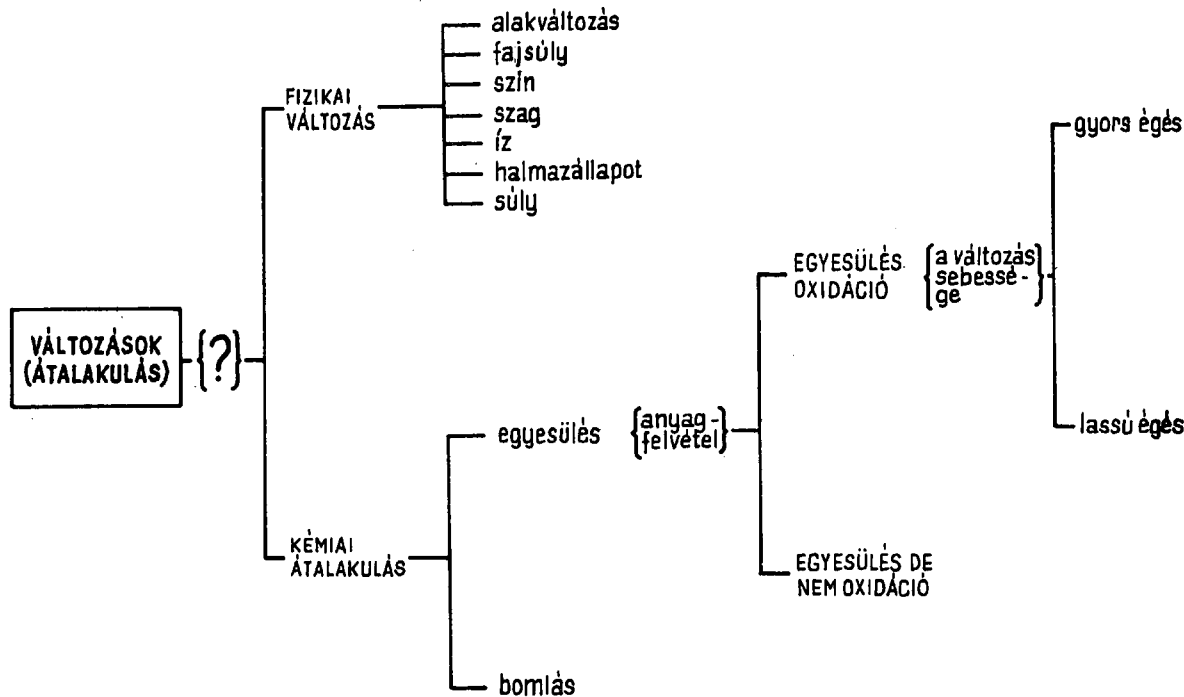 alakváltozás
fajsúly
szín
szag
íz
halmazállapot
súly
FIZIKAI
VÁLTOZÁS
gyors égés
EGYESÜLÉS
OXIDÁCIÓ
{a változás
sebessé-
ge}
VÁLTOZÁSOK
(ÁTALAKULÁS)
{?}
egyesülés
{anyag-
felvétel}
lassú égés
KÉMIAI
ÁTALAKULÁS
EGYESÜLÉS DE
NEM OXIDÁCIÓ
bomlás